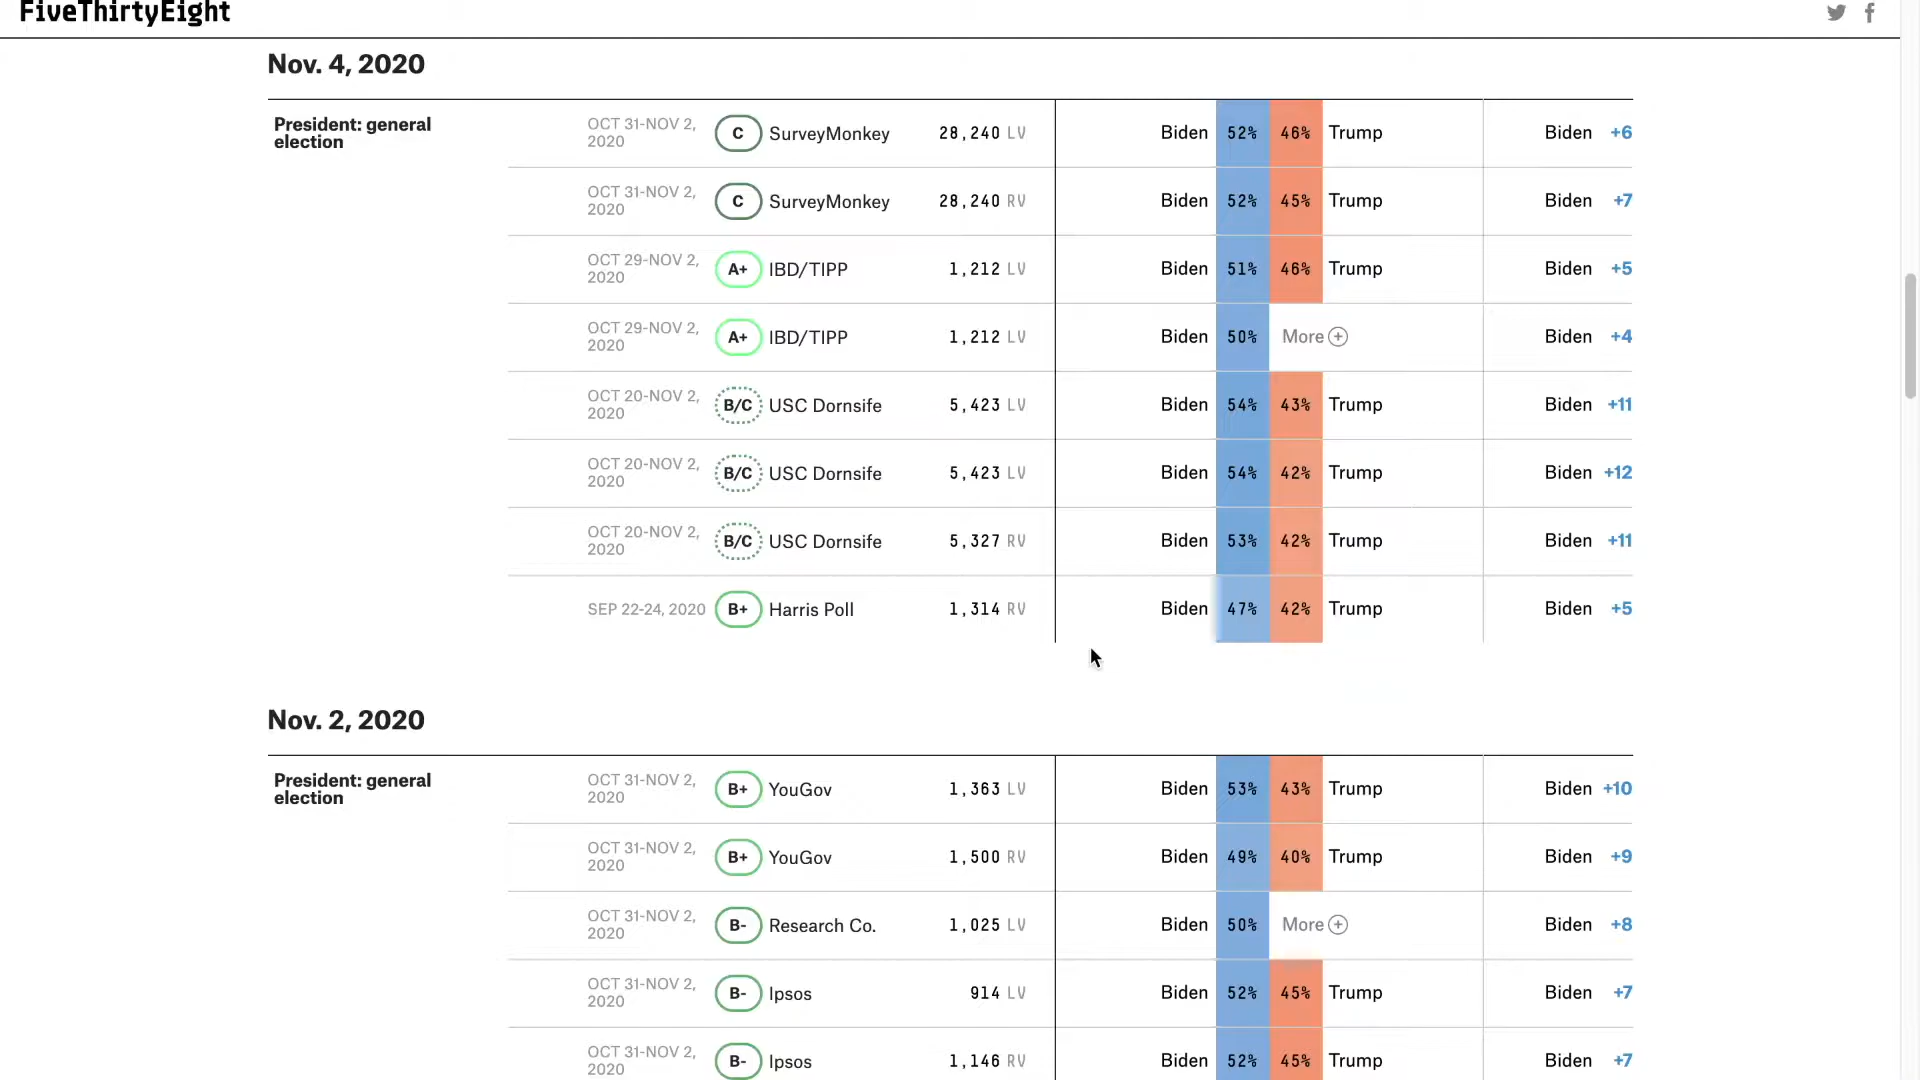 FiveThirtyEight
Nov. 4, 2020
President: general
election
OCT 31-NOV 2,
2020
C SurveyMonkey 28,240 LV Biden 52% 46% Trump Biden +6
OCT 31-NOV 2,
2020
C SurveyMonkey 28,240 RV Biden 52% 45% Trump Biden +7
OCT 29-NOV 2,
2020
A+ IBD/TIPP 1,212 LV Biden 51% 46% Trump Biden +5
OCT 29-NOV 2,
2020
A+ IBD/TIPP 1,212 LV Biden 50% More Biden +4
OCT 20-NOV 2,
2020
B/C USC Dornsife 5,423 LV Biden 54% 43% Trump Biden +11
OCT 20-NOV 2,
2020
B/C USC Dornsife 5,423 LV Biden 54% 42% Trump Biden +12
OCT 20-NOV 2,
2020
B/C USC Dornsife 5,327 RV Biden 53% 42% Trump Biden +11
SEP 22-24, 2020 B+ Harris Poll 1,314 RV Biden 47% 42% Trump Biden +5
Nov. 2, 2020
President: general
election
OCT 31-NOV 2,
2020
B+ YouGov 1,363 LV Biden 53% 43% Trump Biden +10
OCT 31-NOV 2,
2020
B+ YouGov 1,500 RV Biden 49% 40% Trump Biden +9
OCT 31-NOV 2,
2020
B- Research Co. 1,025 LV Biden 50% More Biden +8
OCT 31-NOV 2,
2020
B- Ipsos 914 LV Biden 52% 45% Trump Biden +7
OCT 31-NOV 2,
2020
B- Ipsos 1,146 RV Biden 52% 45% Trump Biden +7